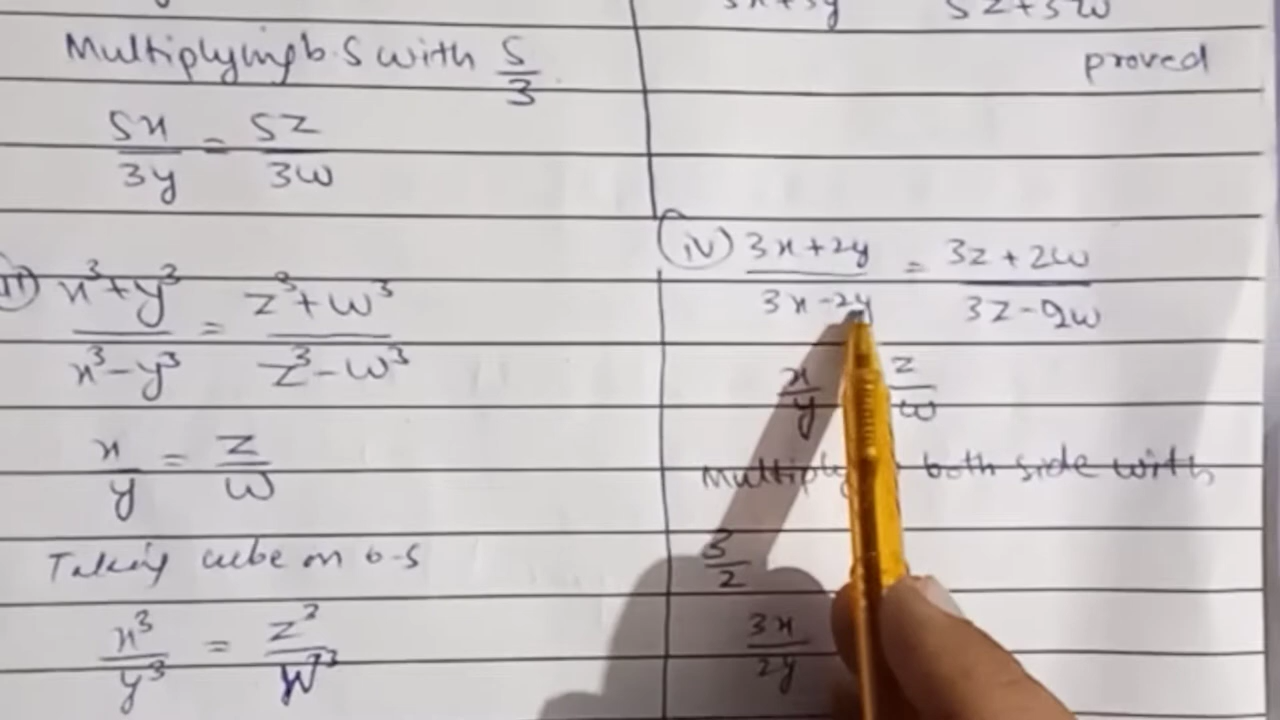 Multiplying b.S with 5/3
5x/3y = 5z/3w
x³+y³/x³-y³ = z³+w³/z³-w³
x/y = z/w
Taking cube on b-S
x³/y³ = z³/w³
5z+3w
proved
(iv) 3x+2y/3x-2y = 3z+2w/3z-2w
x/y z/w
both side with
3/2
3x/2y